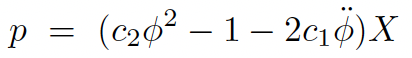 p = (c₂ϕ² − 1 − 2c₁ϕ̈)X